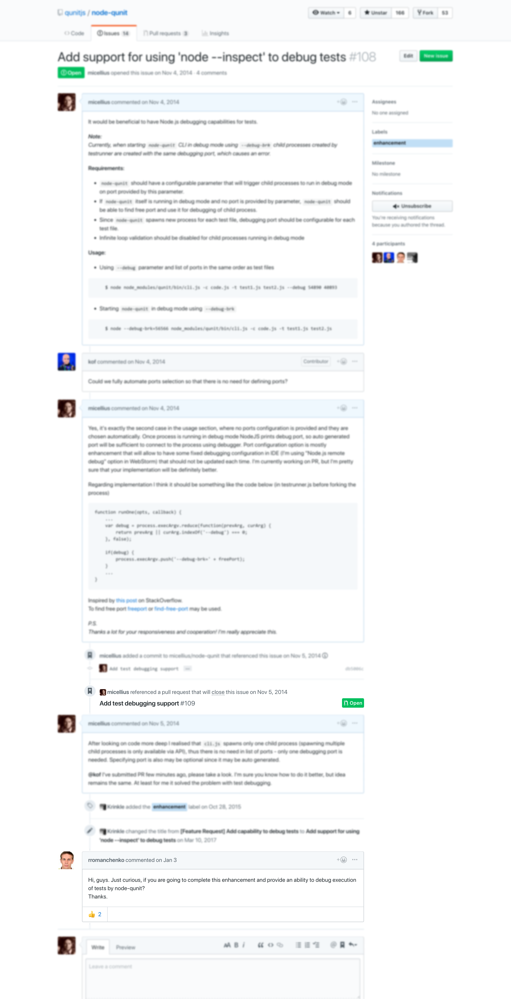 qunitjs / node-qunit
Watch 6 Unstar 166 Fork 53
Code Issues 14 Pull requests 3 Insights
Add support for using 'node --inspect' to debug tests #108
Edit New issue
Open micellius opened this issue on Nov 4, 2014 · 4 comments
micellius commented on Nov 4, 2014
It would be beneficial to have Node.js debugging capabilities for tests.
Note:
Currently, when starting node-qunit CLI in debug mode using --debug-brk child processes created by
testrunner are created with the same debugging port, which causes an error.
Requirements:
• node-qunit should have a configurable parameter that will trigger child processes to run in debug mode
on port provided by this parameter.
• If node-qunit itself is running in debug mode and no port is provided by parameter, node-qunit should
be able to find free port and use it for debugging of child process.
• Since node-qunit spawns new process for each test file, debugging port should be configurable for each
test file.
• Infinite loop validation should be disabled for child processes running in debug mode
Usage:
• Using --debug parameter and list of ports in the same order as test files
$ node node_modules/qunit/bin/cli.js -c code.js -t test1.js test2.js --debug 54890 40893
• Starting node-qunit in debug mode using --debug-brk
$ node --debug-brk=56566 node_modules/qunit/bin/cli.js -c code.js -t test1.js test2.js
Assignees
No one assigned
Labels
enhancement
Milestone
No milestone
Notifications
Unsubscribe
You're receiving notifications
because you authored the thread.
4 participants
kof commented on Nov 4, 2014
Contributor
Could we fully automate ports selection so that there is no need for defining ports?
micellius commented on Nov 4, 2014
Yes, it's exactly the second case in the usage section, where no ports configuration is provided and they are
chosen automatically. Once process is running in debug mode NodeJS prints debug port, so auto generated
port will be sufficient to connect to the process using debugger. Port configuration option is mostly
enhancement that will allow to have some fixed debugging configuration in IDE (I'm using "Node.js remote
debug" option in WebStorm) that should not be updated each time. I'm currently working on PR, but I'm pretty
sure that your implementation will be definitely better.
Regarding implementation I think it should be something like the code below (in testrunner.js before forking the
process)
function runOne(opts, callback) {
...
var debug = process.execArgv.reduce(function(prevArg, curArg) {
return prevArg || curArg.indexOf('--debug') === 0;
}, false);
if(debug) {
process.execArgv.push('--debug-brk=' + freePort);
}
...
}
Inspired by this post on StackOverflow.
To find free port freeport or find-free-port may be used.
P.S.
Thanks a lot for your responsiveness and cooperation! I'm really appreciate this.
micellius added a commit to micellius/node-qunit that referenced this issue on Nov 5, 2014
Add test debugging support
micellius referenced a pull request that will close this issue on Nov 5, 2014
Add test debugging support #109
Open
micellius commented on Nov 5, 2014
After looking on code more deep I realised that cli.js spawns only one child process (spawning multiple
child processes is only available via API), thus there is no need in list of ports - only one debugging port is
needed. Specifying port is also may be optional since it may be auto generated.
@kof I've submitted PR few minutes ago, please take a look. I'm sure you know how to do it better, but idea
remains the same. At least for me it solved the problem with test debugging.
Krinkle added the enhancement label on Oct 28, 2015
Krinkle changed the title from [Feature Request] Add capability to debug tests to Add support for using
'node --inspect' to debug tests on Mar 10, 2017
rromanchenko commented on Jan 3
Hi, guys. Just curious, if you are going to complete this enhancement and provide an ability to debug execution
of tests by node-qunit?
Thanks.
👍 2
Write Preview
AA B i
Leave a comment